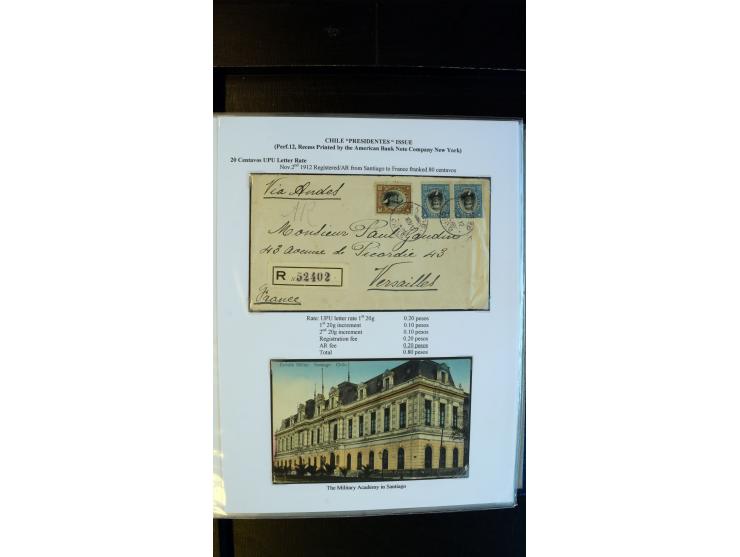 CHILE "PRESIDENTES" ISSUE
(Perf.12, Recess Printed by the American Bank Note Company New York)
20 Centavos UPU Letter Rate
Nov.2nd 1912 Registered/AR from Santiago to France franked 80 centavos
Via Andes
AR
Monsieur Paul Gaudin
43 Avenue de Picardie 43
R No 52402
Versailles
France
Rate: UPU letter rate 1st 20g 0.20 pesos
1st 20g increment 0.10 pesos
2nd 20g increment 0.10 pesos
Registration fee 0.20 pesos
AR fee 0.20 pesos
Total 0.80 pesos
Escuela Militar Santiago Chile
The Military Academy in Santiago